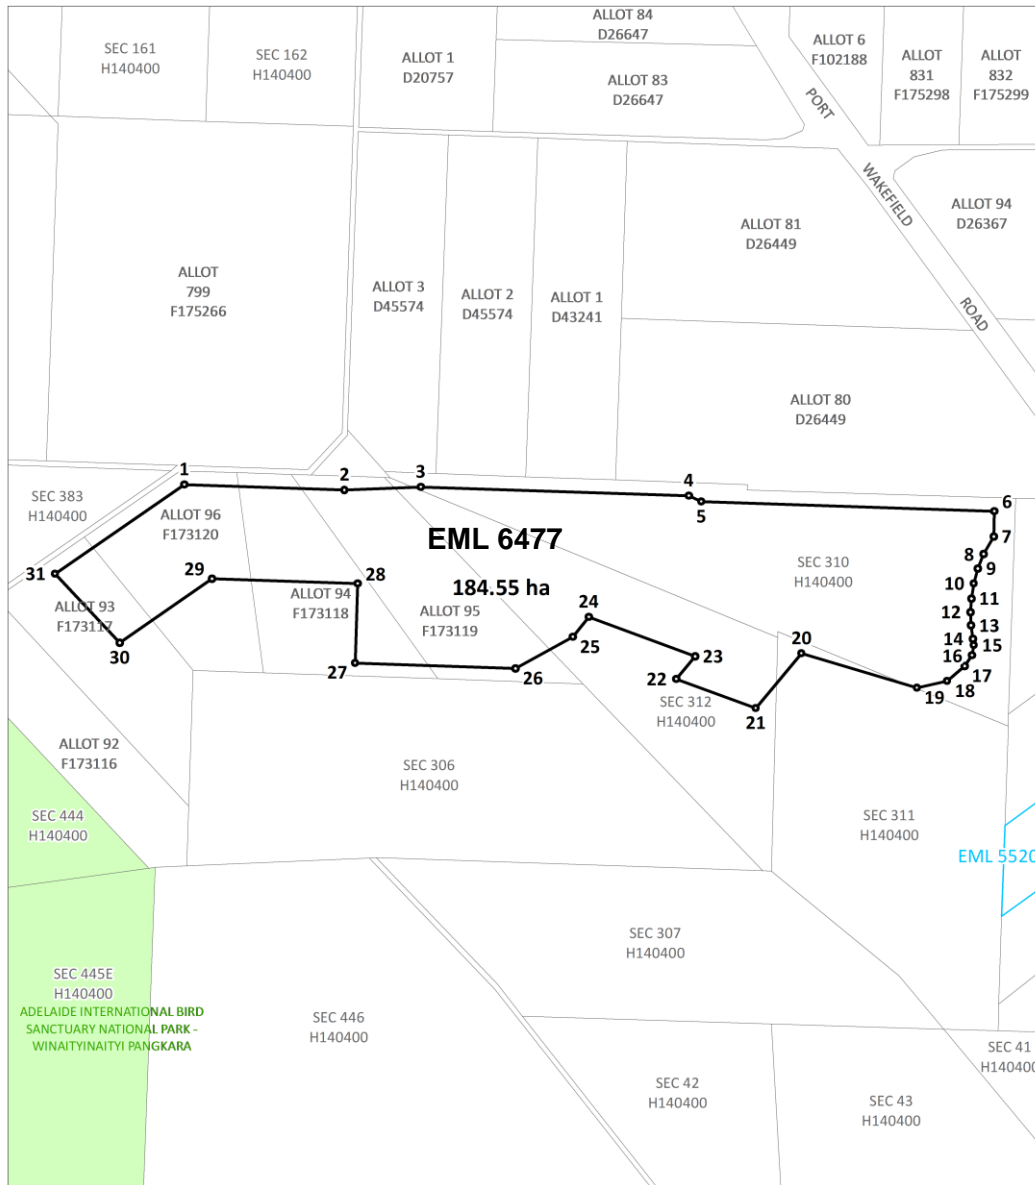 ALLOT 84
D26647
SEC 161
H140400
SEC 162
H140400
ALLOT 1
D20757
ALLOT 83
D26647
ALLOT 6
F102188
ALLOT
831
F175298
ALLOT
832
F175299
PORT
WAKEFIELD
ROAD
ALLOT 94
D26367
ALLOT 81
D26449
ALLOT
799
F175266
ALLOT 3
D45574
ALLOT 2
D45574
ALLOT 1
D43241
ALLOT 80
D26449
1
2
3
4
5
6
7
8
9
10
11
12
13
14
15
16
17
18
19
20
21
22
23
24
25
26
27
28
29
30
31
SEC 383
H140400
ALLOT 96
F173120
EML 6477
184.55 ha
SEC 310
H140400
ALLOT 93
F173117
ALLOT 94
F173118
ALLOT 95
F173119
SEC 312
H140400
ALLOT 92
F173116
SEC 306
H140400
SEC 444
H140400
SEC 311
H140400
EML 5520
SEC 307
H140400
SEC 445E
H140400
ADELAIDE INTERNATIONAL BIRD
SANCTUARY NATIONAL PARK -
WINAITYINAITYI PANGKARA
SEC 446
H140400
SEC 41
H140400
SEC 42
H140400
SEC 43
H140400